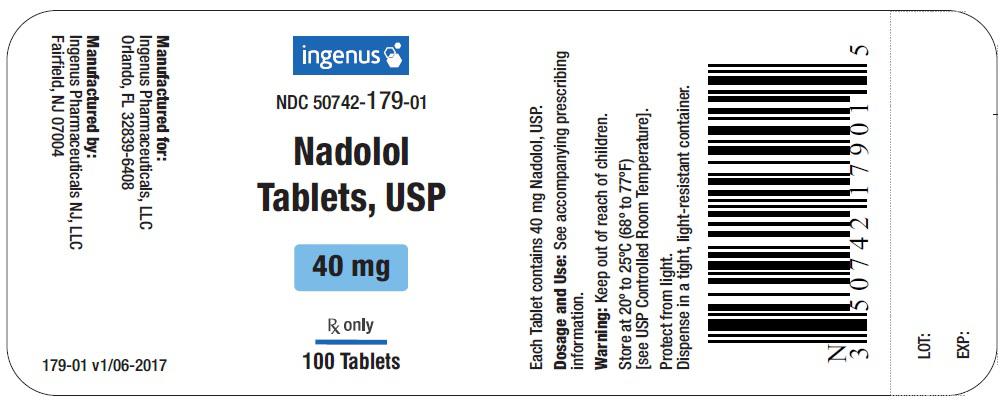 Manufactured for:
Ingenus Pharmaceuticals, LLC
Orlando, FL 32839-6408
Manufactured by:
Ingenus Pharmaceuticals NJ, LLC
Fairfield, NJ 07004
179-01 v1/06-2017
ingenus
NDC 50742-179-01
Nadolol
Tablets, USP
40 mg
℞ only
100 Tablets
Each Tablet contains 40 mg Nadolol, USP.
Dosage and Use: See accompanying prescribing
information.
Warning: Keep out of reach of children.
Store at 20° to 25°C (68° to 77°F)
[see USP Controlled Room Temperature].
Protect from light.
Dispense in a tight, light-resistant container.
N
3 50742 17901 5
LOT:
EXP: